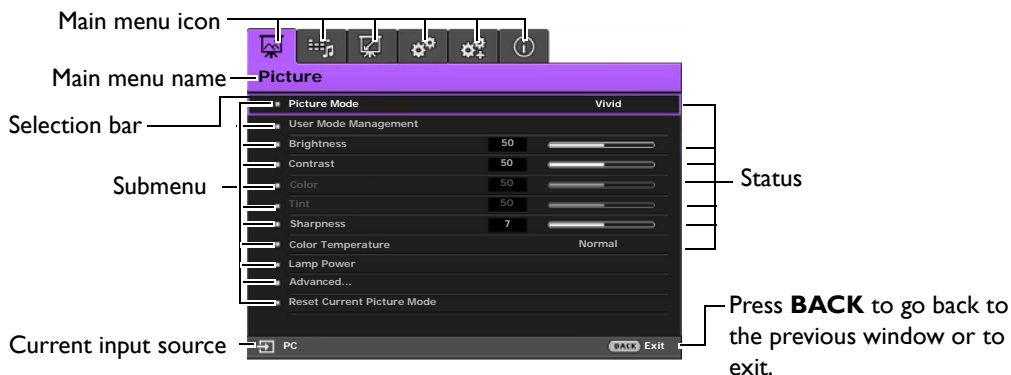 Main menu icon
Main menu name
Picture
Selection bar
Picture Mode Vivid
User Mode Management
Brightness 50
Contrast 50
Submenu
Color 50
Status
Tint 50
Sharpness 7
Color Temperature Normal
Lamp Power
Advanced...
Reset Current Picture Mode
Current input source
PC
BACK Exit
Press BACK to go back to
the previous window or to
exit.